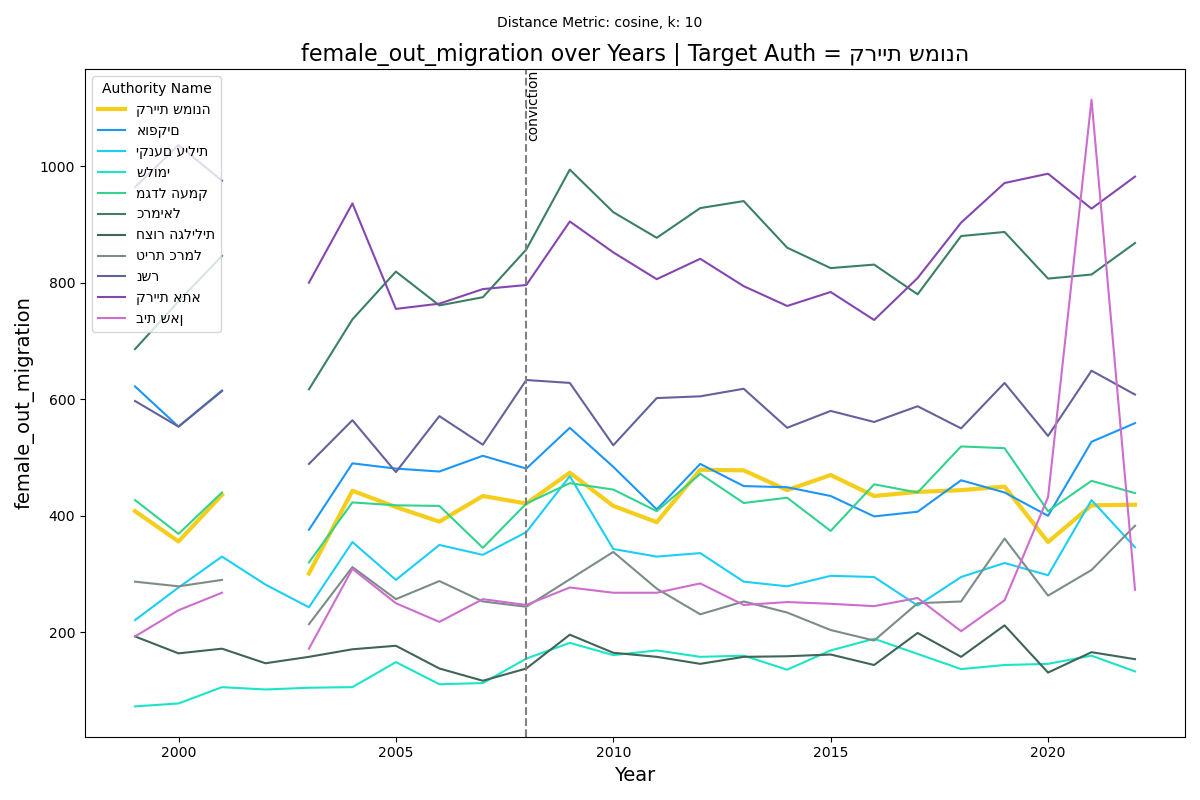 Distance Metric: cosine, k: 10
female_out_migration over Years | Target Auth = קריית שמונה
Authority Name
קריית שמונה
אופקים
יקנעם עילית
שלומי
מגדל העמק
כרמיאל
חצור הגלילית
טירת כרמל
נשר
קריית אתא
בית שאן
conviction
female_out_migration
1000
800
600
400
200
2000 2005 2010 2015 2020
Year